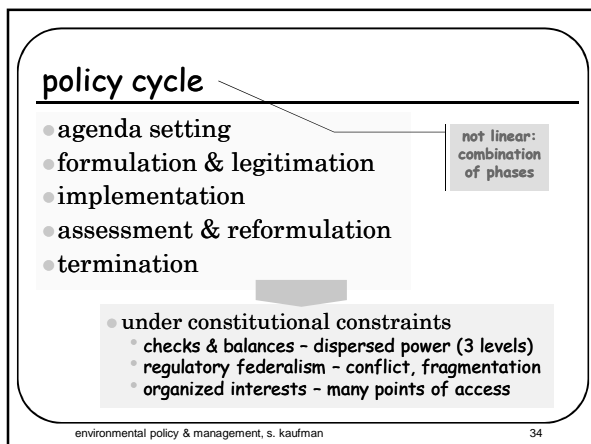 policy cycle
agenda setting
formulation & legitimation
implementation
assessment & reformulation
termination
not linear:
combination
of phases
under constitutional constraints
checks & balances – dispersed power (3 levels)
regulatory federalism – conflict, fragmentation
organized interests – many points of access
environmental policy & management, s. kaufman
34